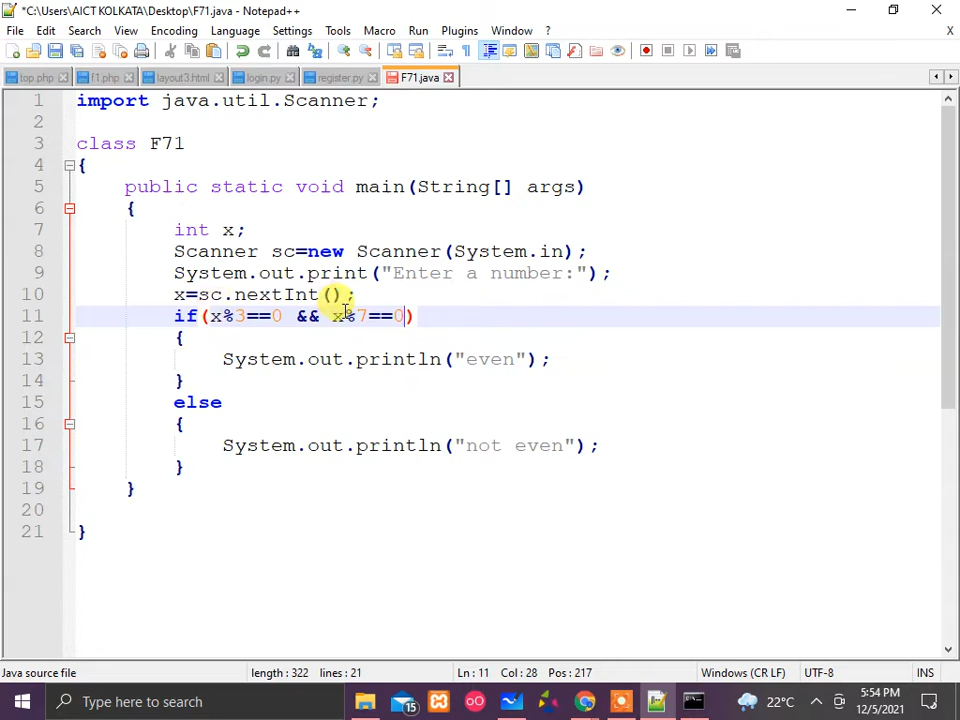 *C:\Users\AICT KOLKATA\Desktop\F71.java - Notepad++
File Edit Search View Encoding Language Settings Tools Macro Run Plugins Window ? X
top.php f1.php layout3.html login.py register.py F71.java
1 import java.util.Scanner;
2
3 class F71
4 {
5 public static void main(String[] args)
6 {
7 int x;
8 Scanner sc=new Scanner(System.in);
9 System.out.print("Enter a number:");
10 x=sc.nextInt();
11 if(x%3==0 && x%7==0)
12 {
13 System.out.println("even");
14 }
15 else
16 {
17 System.out.println("not even");
18 }
19 }
20
21 }
Java source file length : 322 lines : 21 Ln : 11 Col : 28 Pos : 217 Windows (CR LF) UTF-8 INS
Type here to search 15 22°C 5:54 PM
12/5/2021